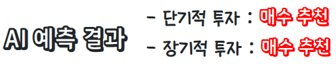 AI 예측 결과
- 단기적 투자 : 매수 추천
- 장기적 투자 : 매수 추천